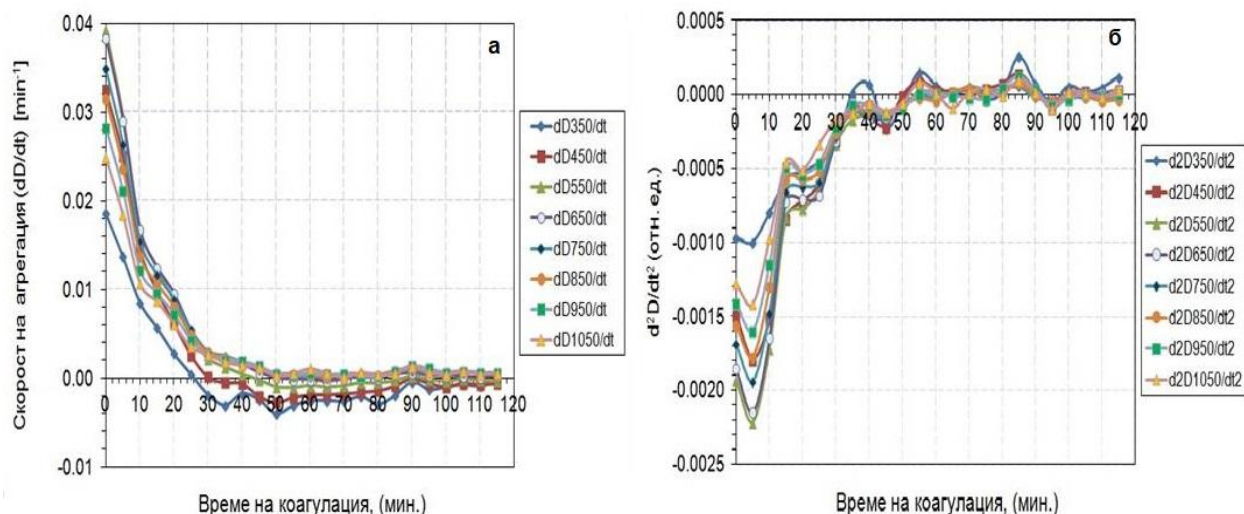 Скорост на агрегация (dD/dt) [min⁻¹]
0.04
0.03
0.02
0.01
0.00
-0.01
0 10 20 30 40 50 60 70 80 90 100 110 120
а
dD350/dt
dD450/dt
dD550/dt
dD650/dt
dD750/dt
dD850/dt
dD950/dt
dD1050/dt
Време на коагулация, (мин.)
d²D/dt² (отн. ед.)
0.0005
0.0000
-0.0005
-0.0010
-0.0015
-0.0020
-0.0025
0 10 20 30 40 50 60 70 80 90 100 110 120
б
d2D350/dt2
d2D450/dt2
d2D550/dt2
d2D650/dt2
d2D750/dt2
d2D850/dt2
d2D950/dt2
d2D1050/dt2
Време на коагулация, (мин.)